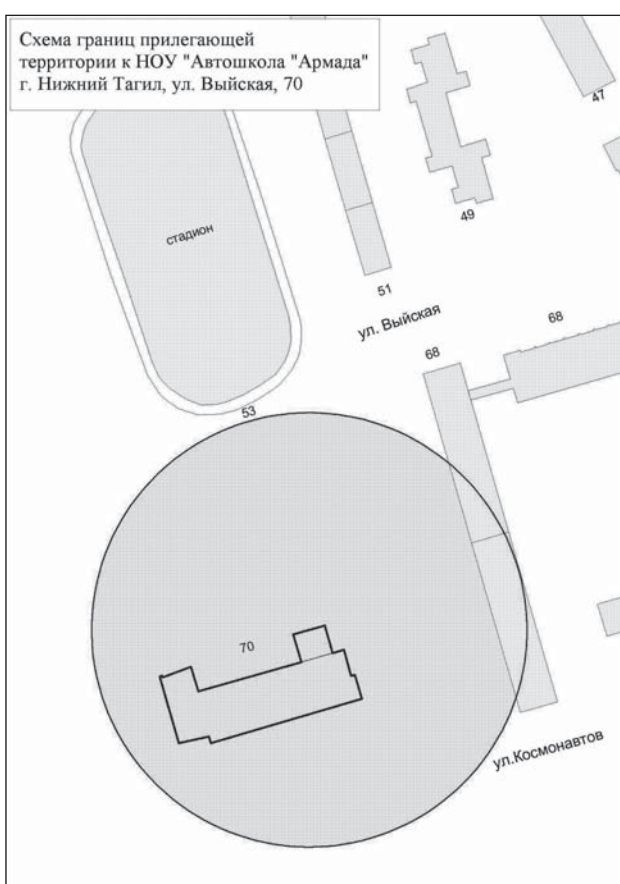 Схема границ прилегающей
территории к НОУ "Автошкола "Армада"
г. Нижний Тагил, ул. Выйская, 70
47
49
стадион
51
ул. Выйская
68
68
53
70
ул.Космонавтов